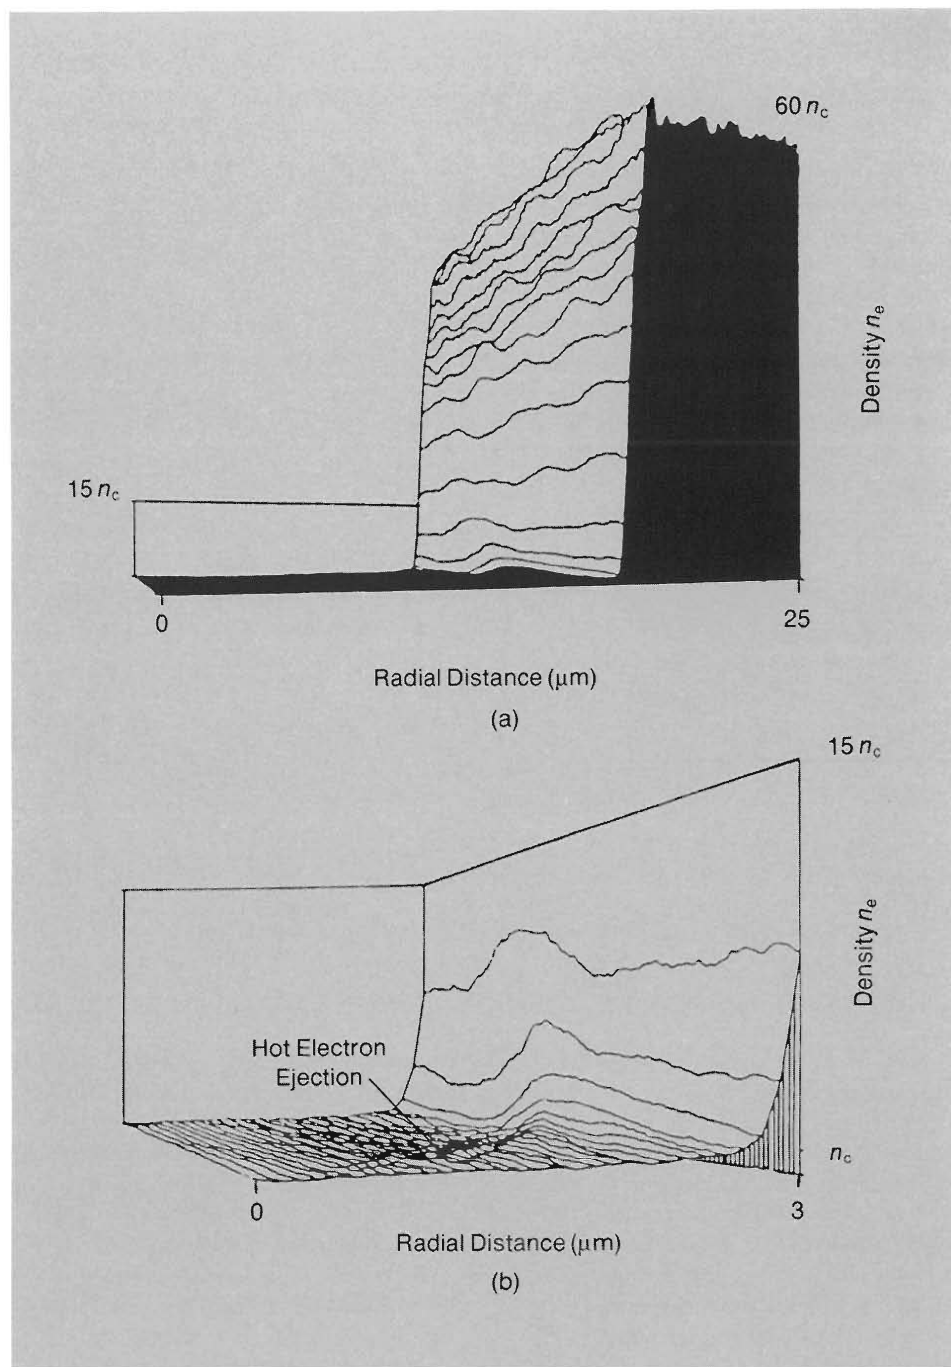 60 n_c
Density n_e
15 n_c
0
25
Radial Distance (μm)
(a)
15 n_c
Density n_e
Hot Electron
Ejection
n_c
0
3
Radial Distance (μm)
(b)